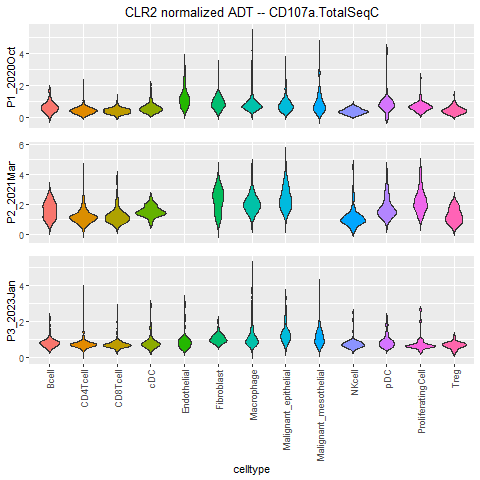 CLR2 normalized ADT -- CD107a.TotalSeqC
P1_2020Oct
4
2
0
P2_2021Mar
6
4
2
0
P3_2023Jan
4
2
0
Bcell
CD4Tcell
CD8Tcell
cDC
Endothelial
Fibroblast
Macrophage
Malignant_epithelial
Malignant_mesothelial
NKcell
pDC
ProliferatingCell
Treg
celltype